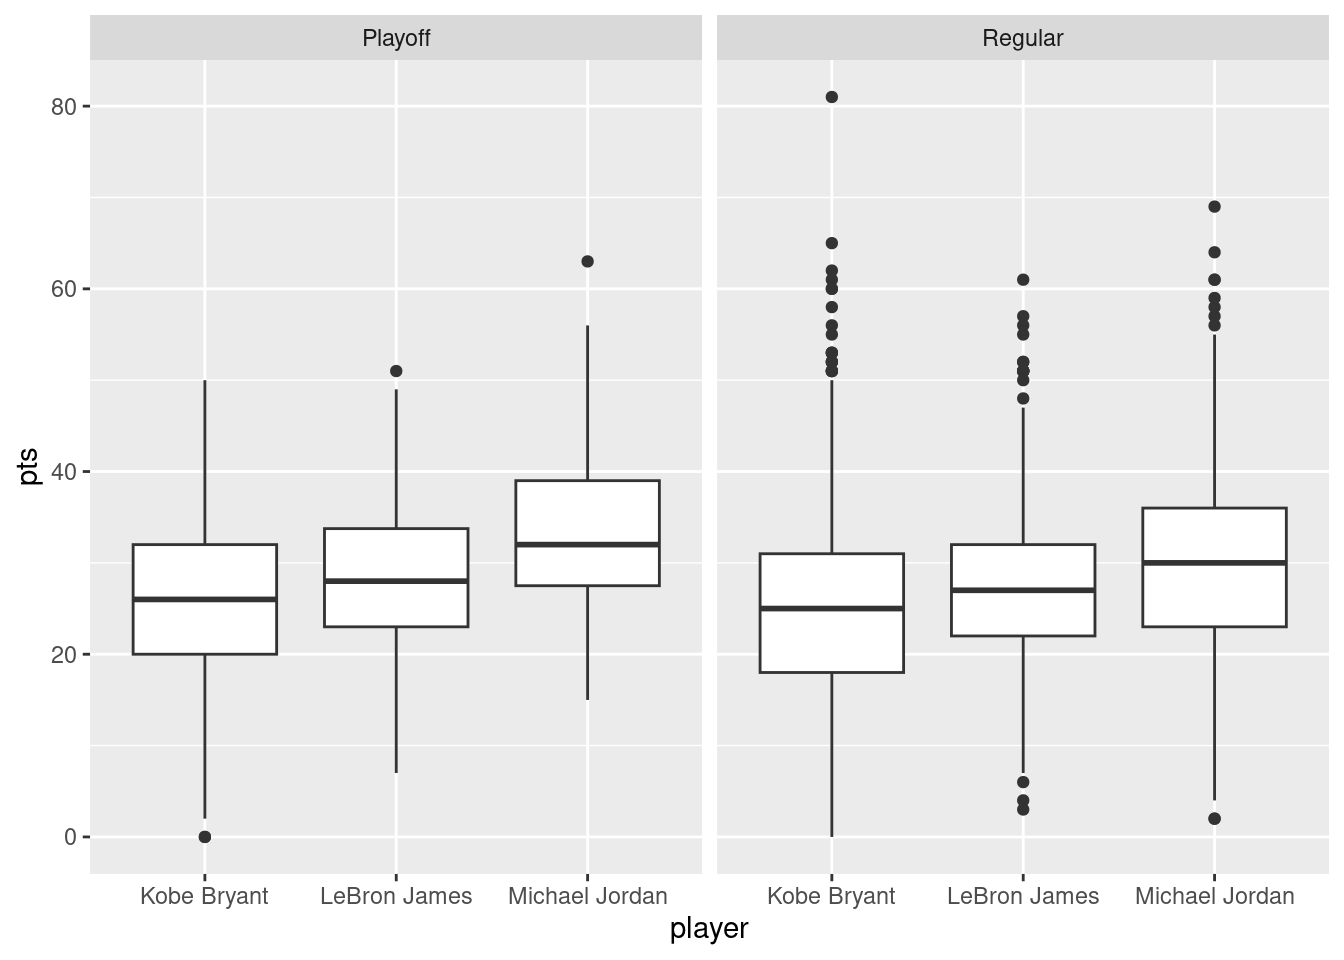 Playoff
Regular
80
60
40
20
0
pts
Kobe Bryant
LeBron James
Michael Jordan
Kobe Bryant
LeBron James
Michael Jordan
player